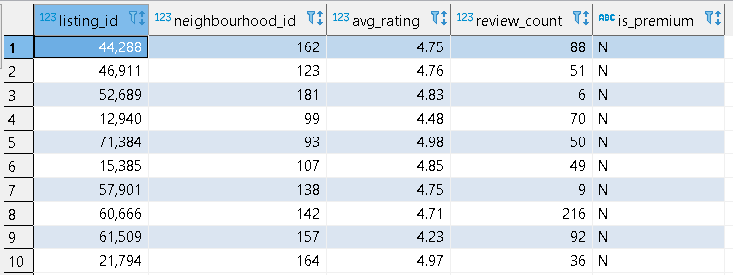 123 listing_id 123 neighbourhood_id 123 avg_rating 123 review_count ABC is_premium
1 44,288 162 4.75 88 N
2 46,911 123 4.76 51 N
3 52,689 181 4.83 6 N
4 12,940 99 4.48 70 N
5 71,384 93 4.98 50 N
6 15,385 107 4.85 49 N
7 57,901 138 4.75 9 N
8 60,666 142 4.71 216 N
9 61,509 157 4.23 92 N
10 21,794 164 4.97 36 N